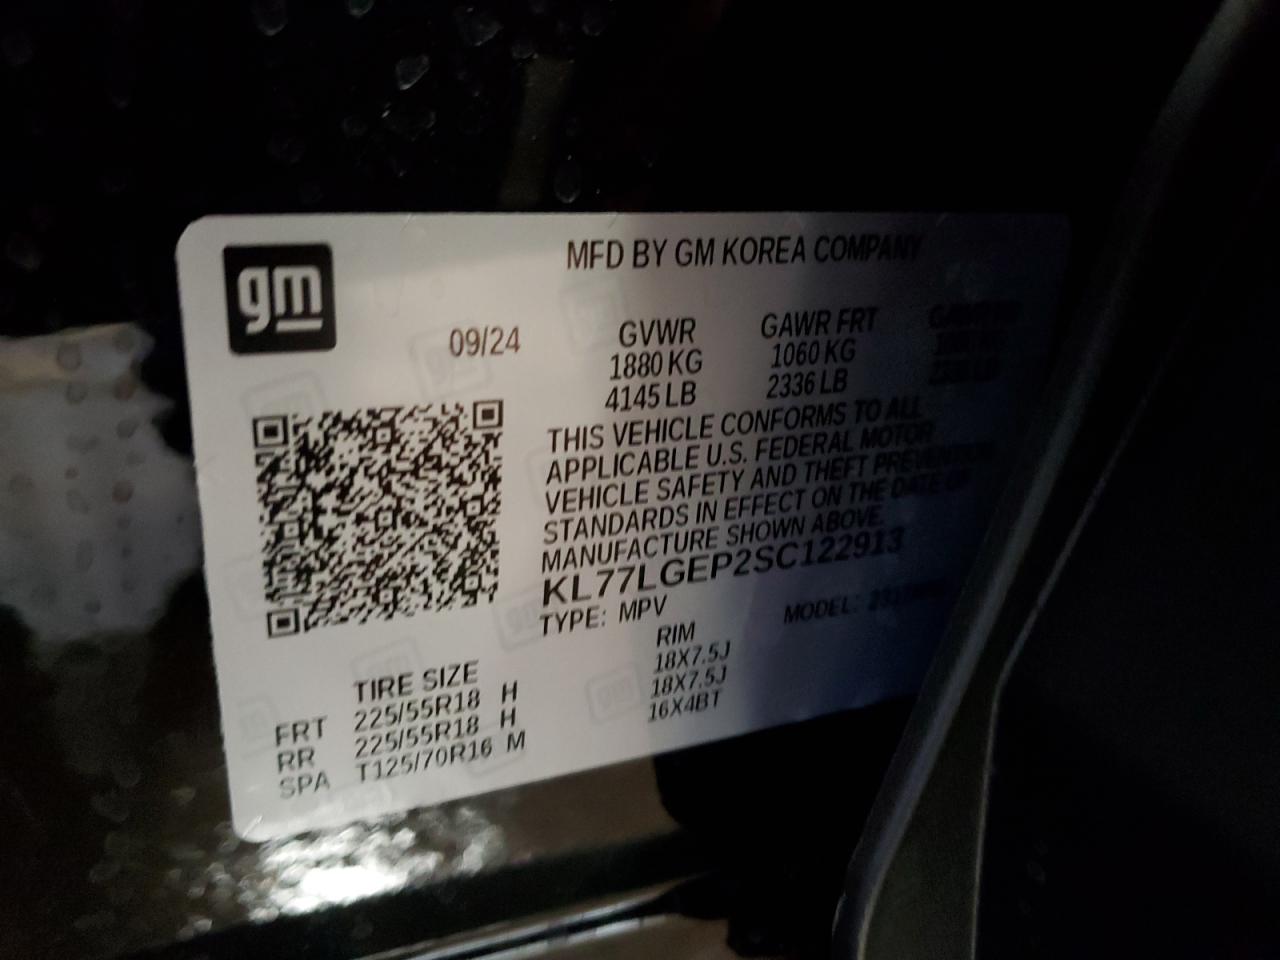 gm
MFD BY GM KOREA COMPANY
09/24
GVWR GAWR FRT
1880 KG 1060 KG
4145 LB 2336 LB
THIS VEHICLE CONFORMS TO ALL
APPLICABLE U.S. FEDERAL MOTOR
VEHICLE SAFETY AND THEFT PREVENTION
STANDARDS IN EFFECT ON THE DATE OF
MANUFACTURE SHOWN ABOVE.
KL77LGEP2SC122913
TYPE: MPV MODEL:
TIRE SIZE RIM
FRT 225/55R18 H 18X7.5J
RR 225/55R18 H 18X7.5J
SPA T125/70R16 M 16X4BT